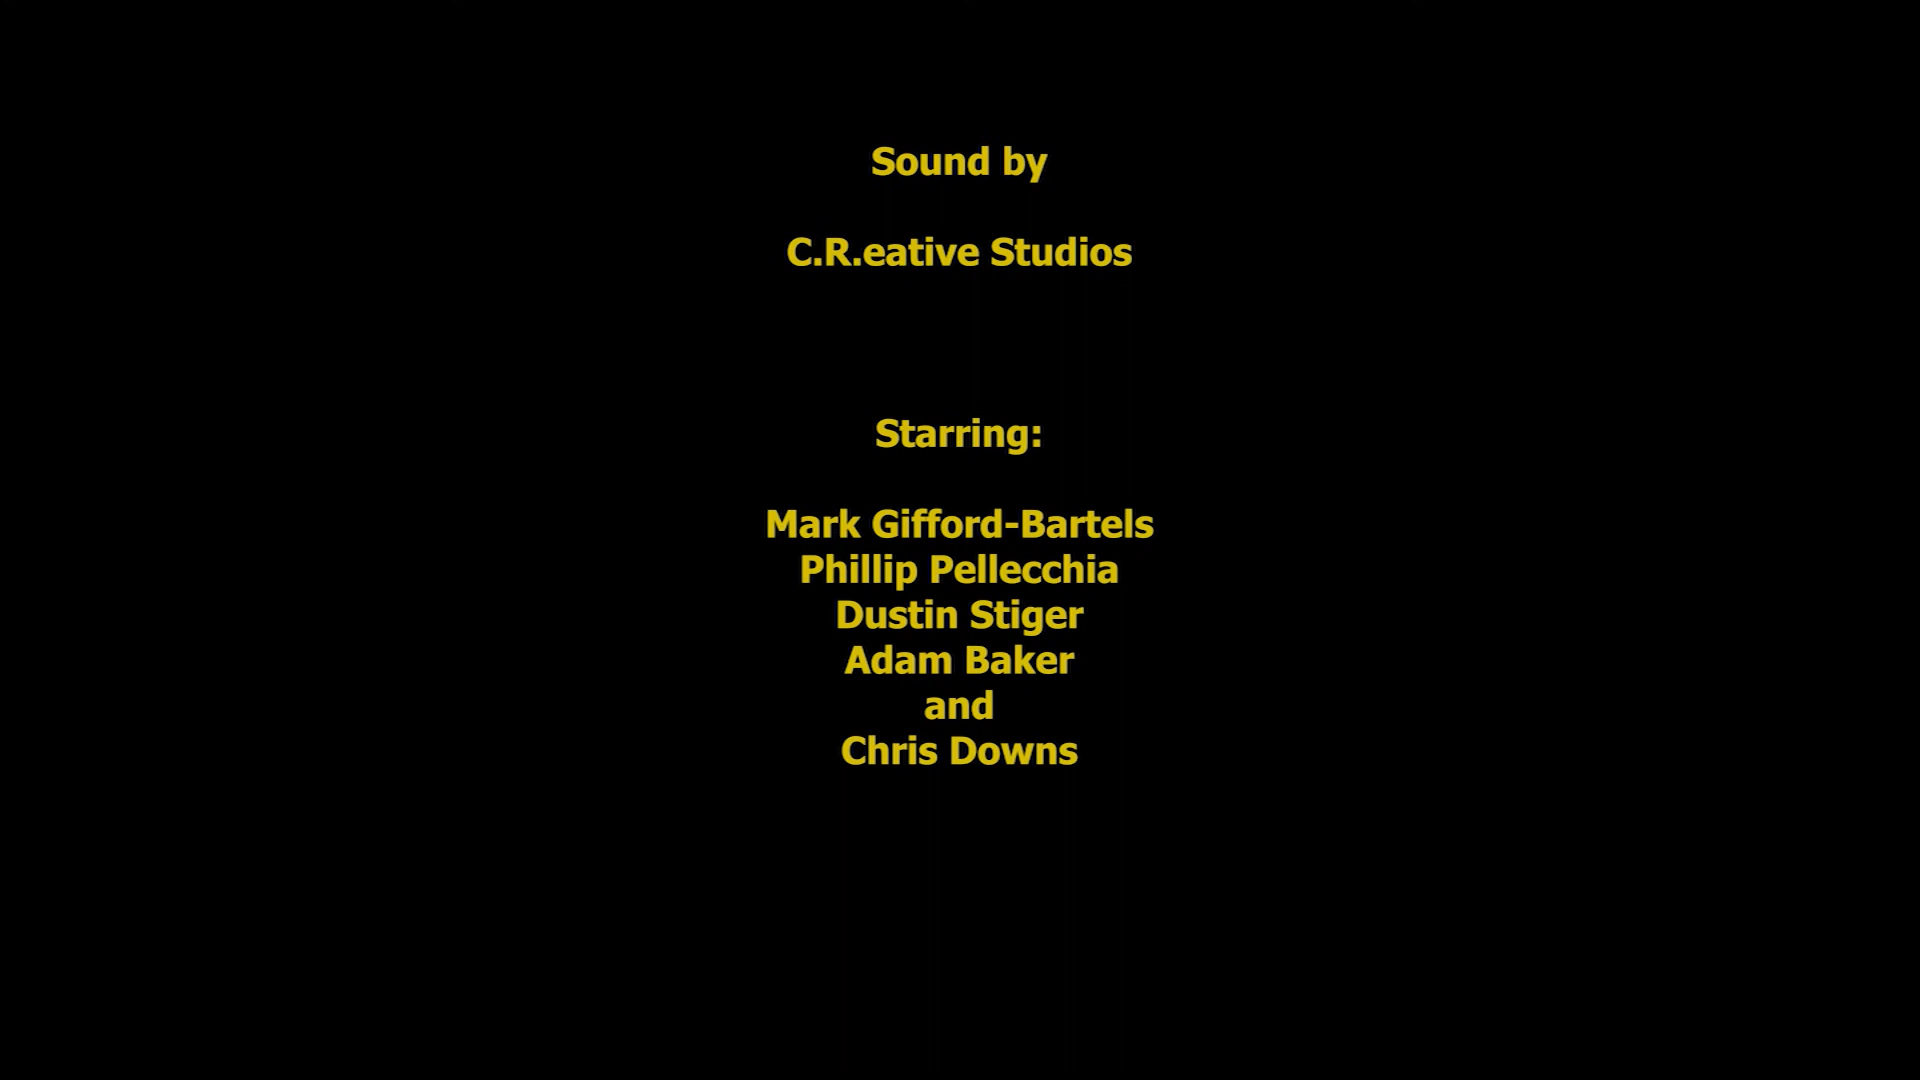 Sound by
C.R.eative Studios
Starring:
Mark Gifford-Bartels
Phillip Pellecchia
Dustin Stiger
Adam Baker
and
Chris Downs